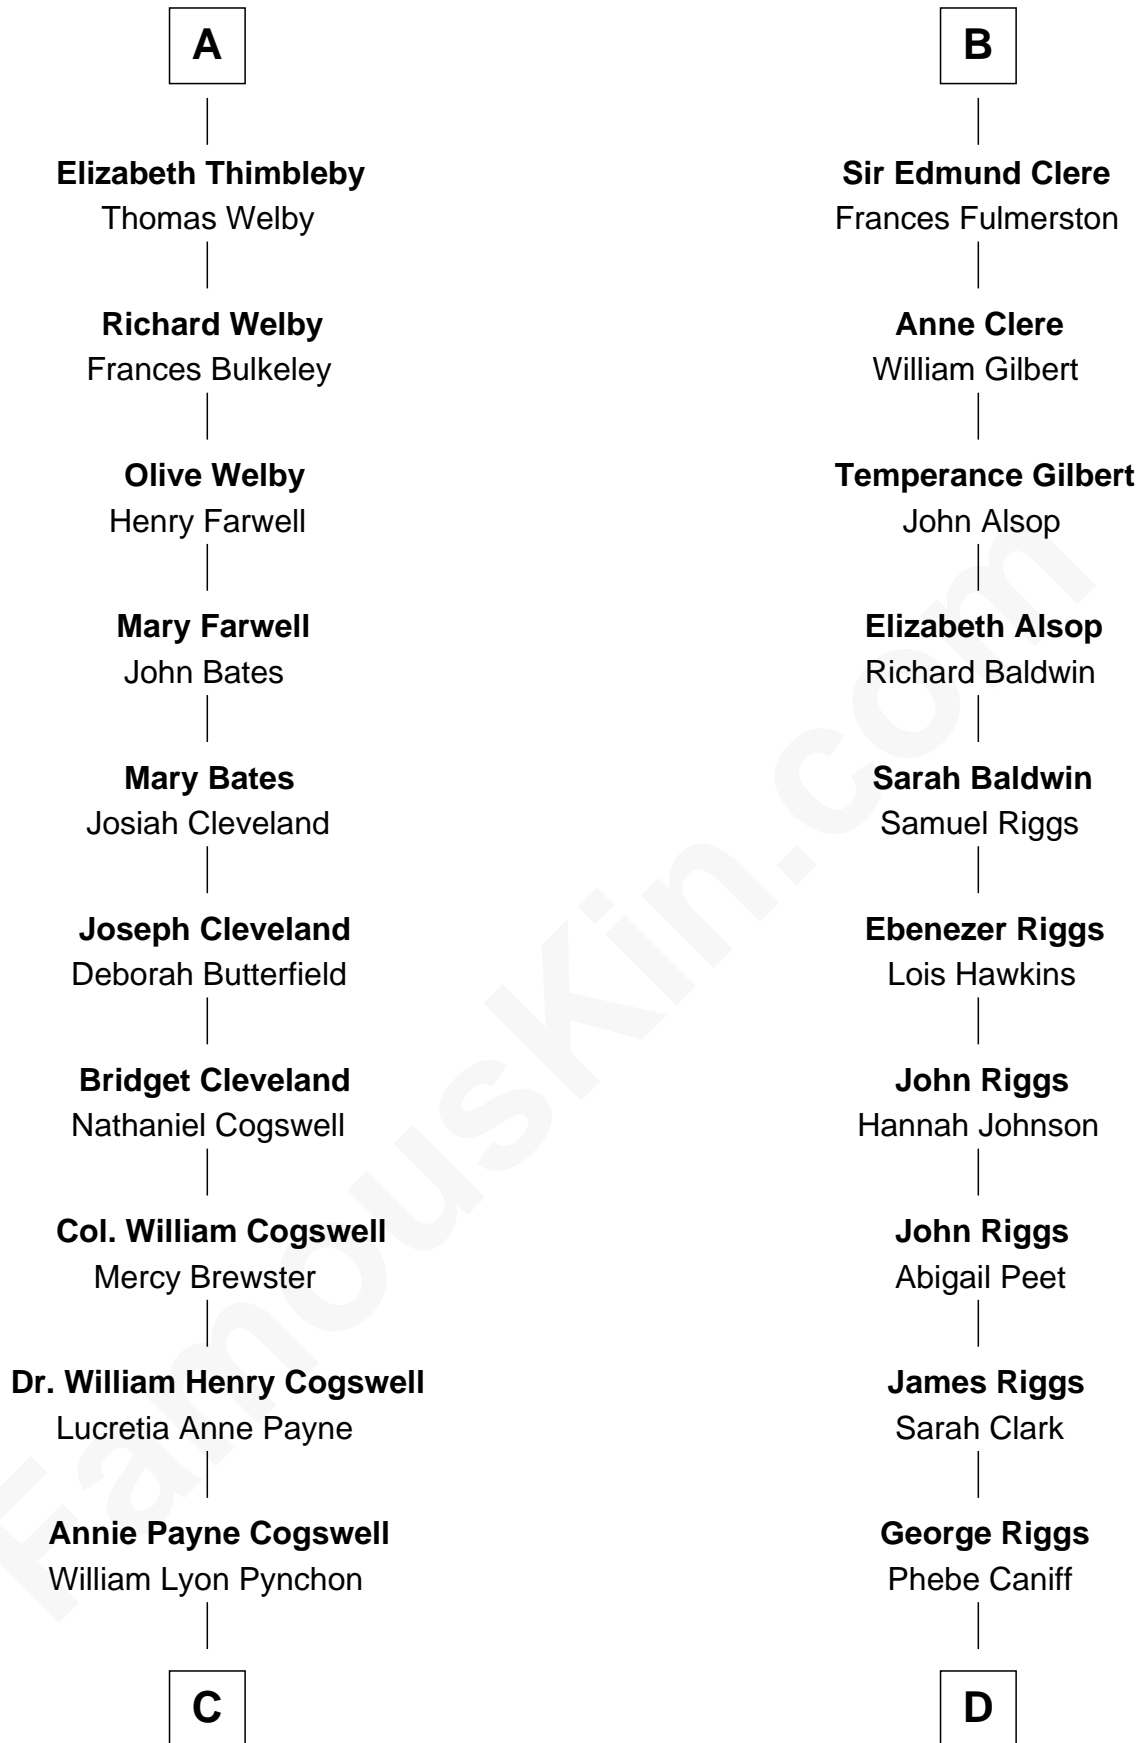 A
Elizabeth Thimbleby
Thomas Welby
Richard Welby
Frances Bulkeley
Olive Welby
Henry Farwell
Mary Farwell
John Bates
Mary Bates
Josiah Cleveland
Joseph Cleveland
Deborah Butterfield
Bridget Cleveland
Nathaniel Cogswell
Col. William Cogswell
Mercy Brewster
Dr. William Henry Cogswell
Lucretia Anne Payne
Annie Payne Cogswell
William Lyon Pynchon
C
B
Sir Edmund Clere
Frances Fulmerston
Anne Clere
William Gilbert
Temperance Gilbert
John Alsop
Elizabeth Alsop
Richard Baldwin
Sarah Baldwin
Samuel Riggs
Ebenezer Riggs
Lois Hawkins
John Riggs
Hannah Johnson
John Riggs
Abigail Peet
James Riggs
Sarah Clark
George Riggs
Phebe Caniff
D
FamousKin.com